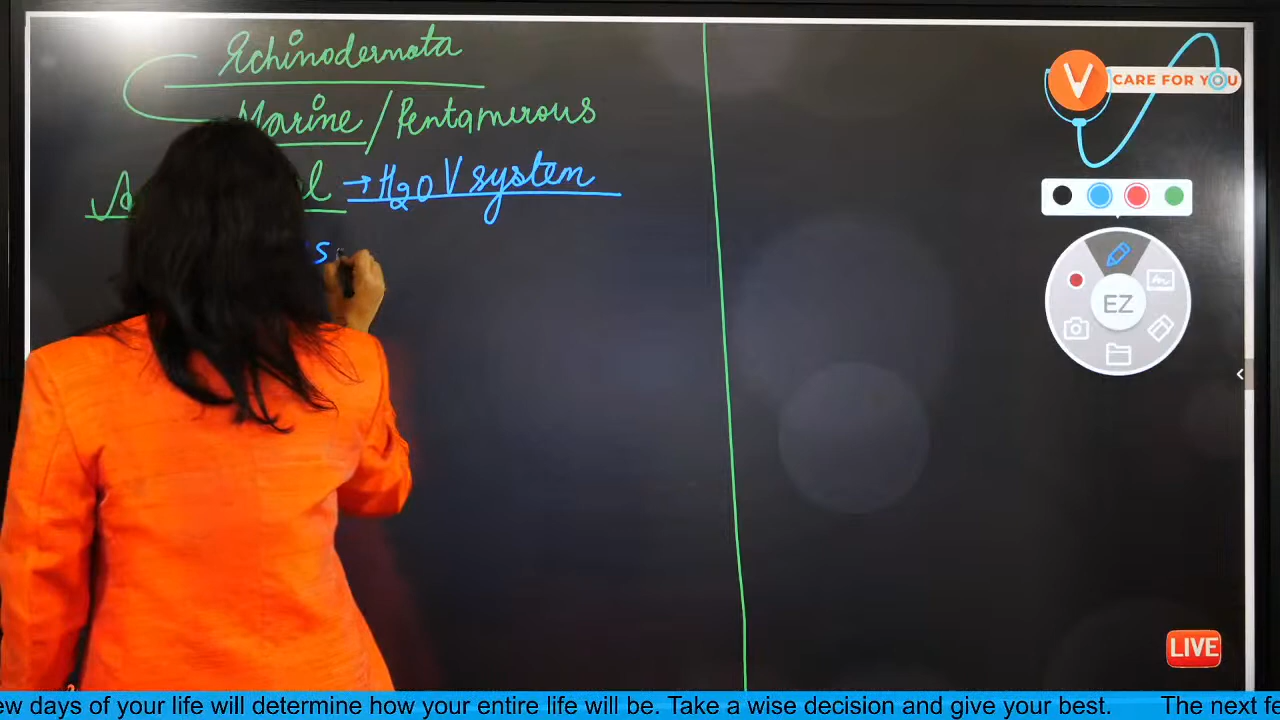 Echinodermata
Marine / Pentamerous
→ H2O V system
s
V CARE FOR YOU
EZ
LIVE
ew days of your life will determine how your entire life will be. Take a wise decision and give your best. The next fe